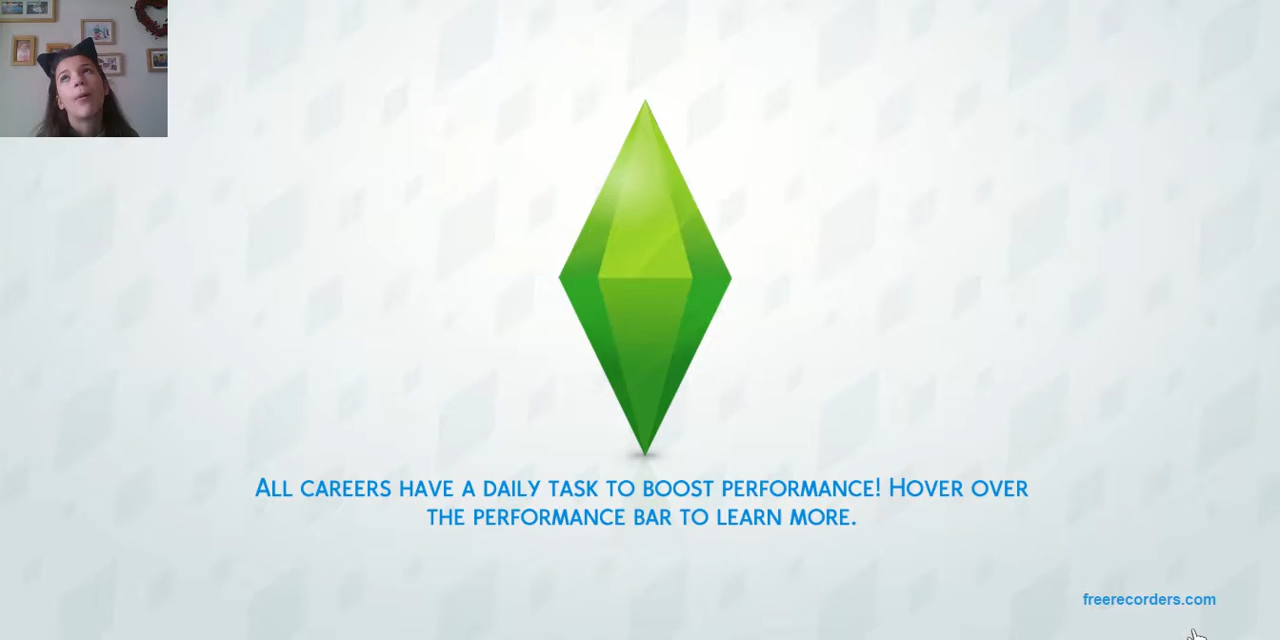 All careers have a daily task to boost performance! Hover over
the performance bar to learn more.
freerecorders.com